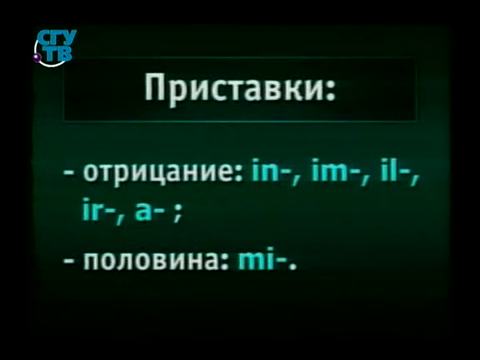 СГУ
ТВ
Приставки:
- отрицание: in-, im-, il-,
ir-, a- ;
- половина: mi-.